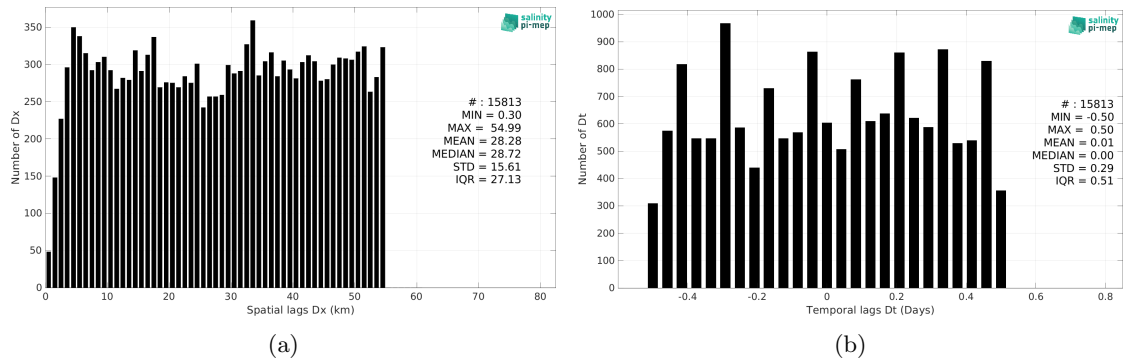 350
300
250
200
150
100
50
0
Number of Dx
0 10 20 30 40 50 60 70 80
Spatial lags Dx (km)
salinity
pi-mep
# : 15813
MIN = 0.30
MAX = 54.99
MEAN = 28.28
MEDIAN = 28.72
STD = 15.61
IQR = 27.13
(a)
1000
900
800
700
600
500
400
300
200
100
0
Number of Dt
-0.4 -0.2 0 0.2 0.4 0.6 0.8
Temporal lags Dt (Days)
salinity
pi-mep
# : 15813
MIN = -0.50
MAX = 0.50
MEAN = 0.01
MEDIAN = 0.00
STD = 0.29
IQR = 0.51
(b)